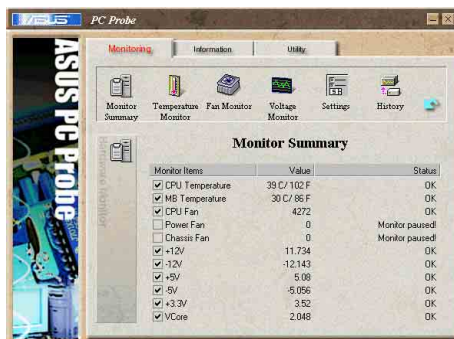 ASUS PC Probe
ASUS PC Probe
Monitoring Information Utility
Monitor Summary Temperature Monitor Fan Monitor Voltage Monitor Settings History
Hardware Monitor
Monitor Summary
Monitor Items Value Status
CPU Temperature 39 C/ 102 F OK
MB Temperature 30 C/ 86 F OK
CPU Fan 4272 OK
Power Fan 0 Monitor paused!
Chassis Fan 0 Monitor paused!
+12V 11.734 OK
-12V -12.143 OK
+5V 5.08 OK
-5V -5.056 OK
+3.3V 3.52 OK
VCore 2.048 OK